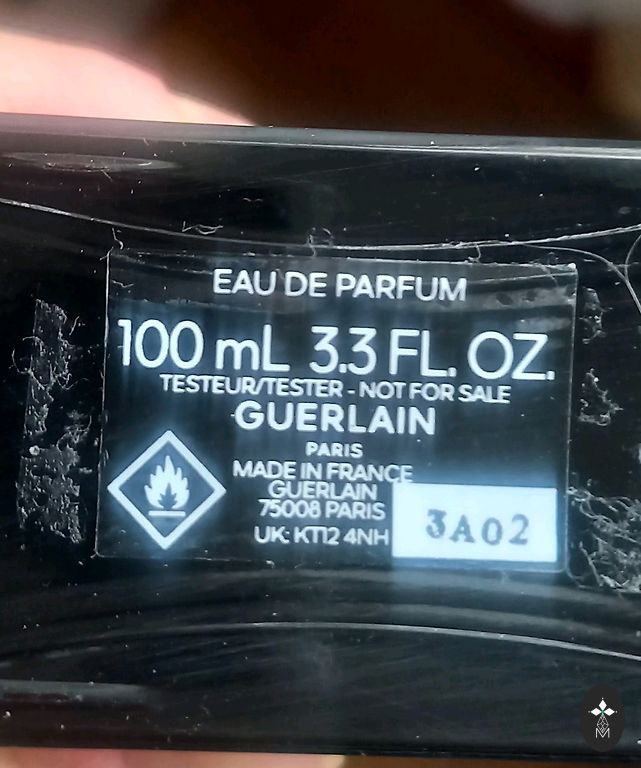 EAU DE PARFUM
100 mL 3.3 FL. OZ.
TESTEUR/TESTER - NOT FOR SALE
GUERLAIN
PARIS
MADE IN FRANCE
GUERLAIN
75008 PARIS
UK: KT12 4NH
3A02
M